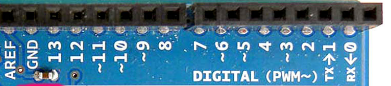 AREF
GND
13
12
~11
~10
~9
8
7
~6
~5
4
~3
2
TX→1
RX←0
DIGITAL (PWM~)